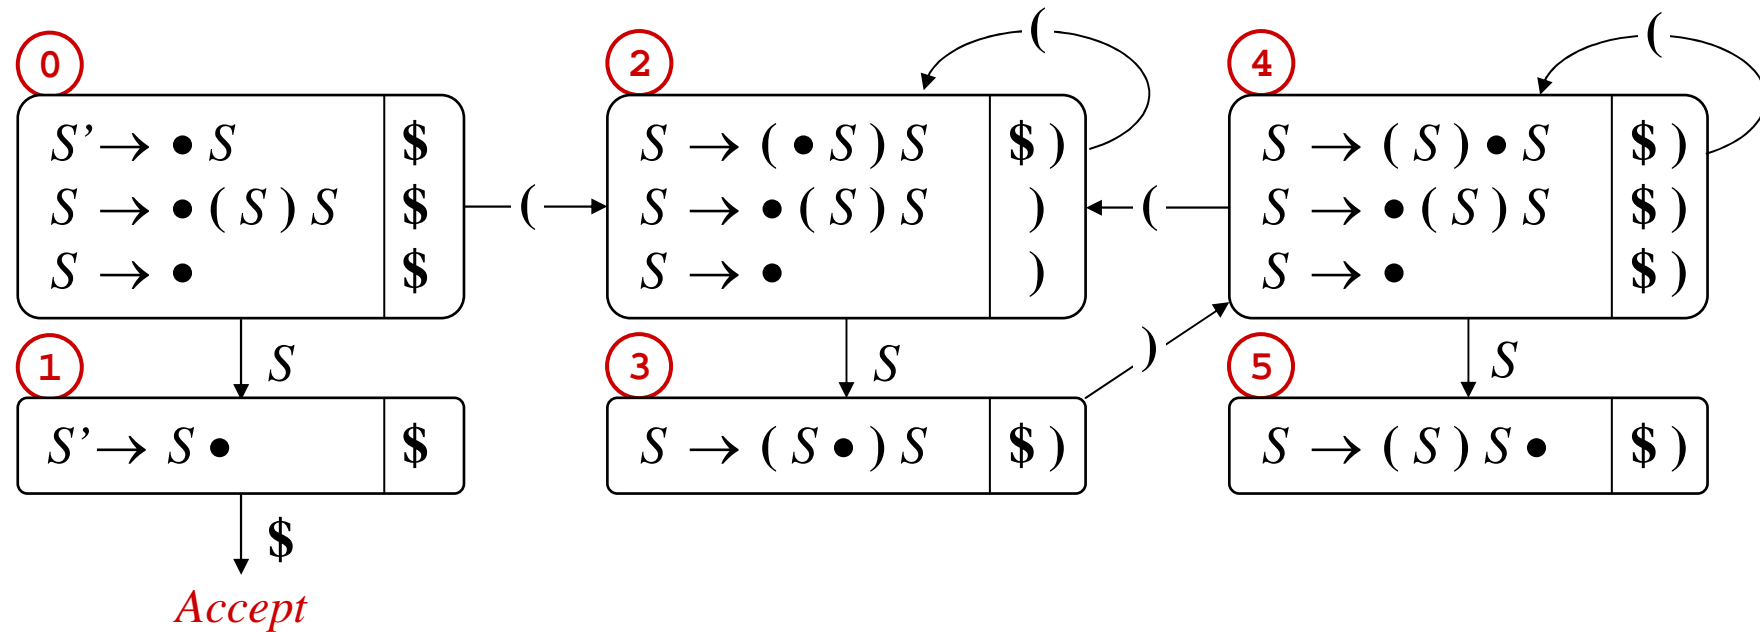 0
S’ → • S $
S → • ( S ) S $
S → • $
(
2
S → ( • S ) S $ )
S → • ( S ) S )
S → • )
(
(
4
S → ( S ) • S $ )
S → • ( S ) S $ )
S → • $ )
(
S
S
)
S
1
S’ → S • $
3
S → ( S • ) S $ )
5
S → ( S ) S • $ )
$
Accept